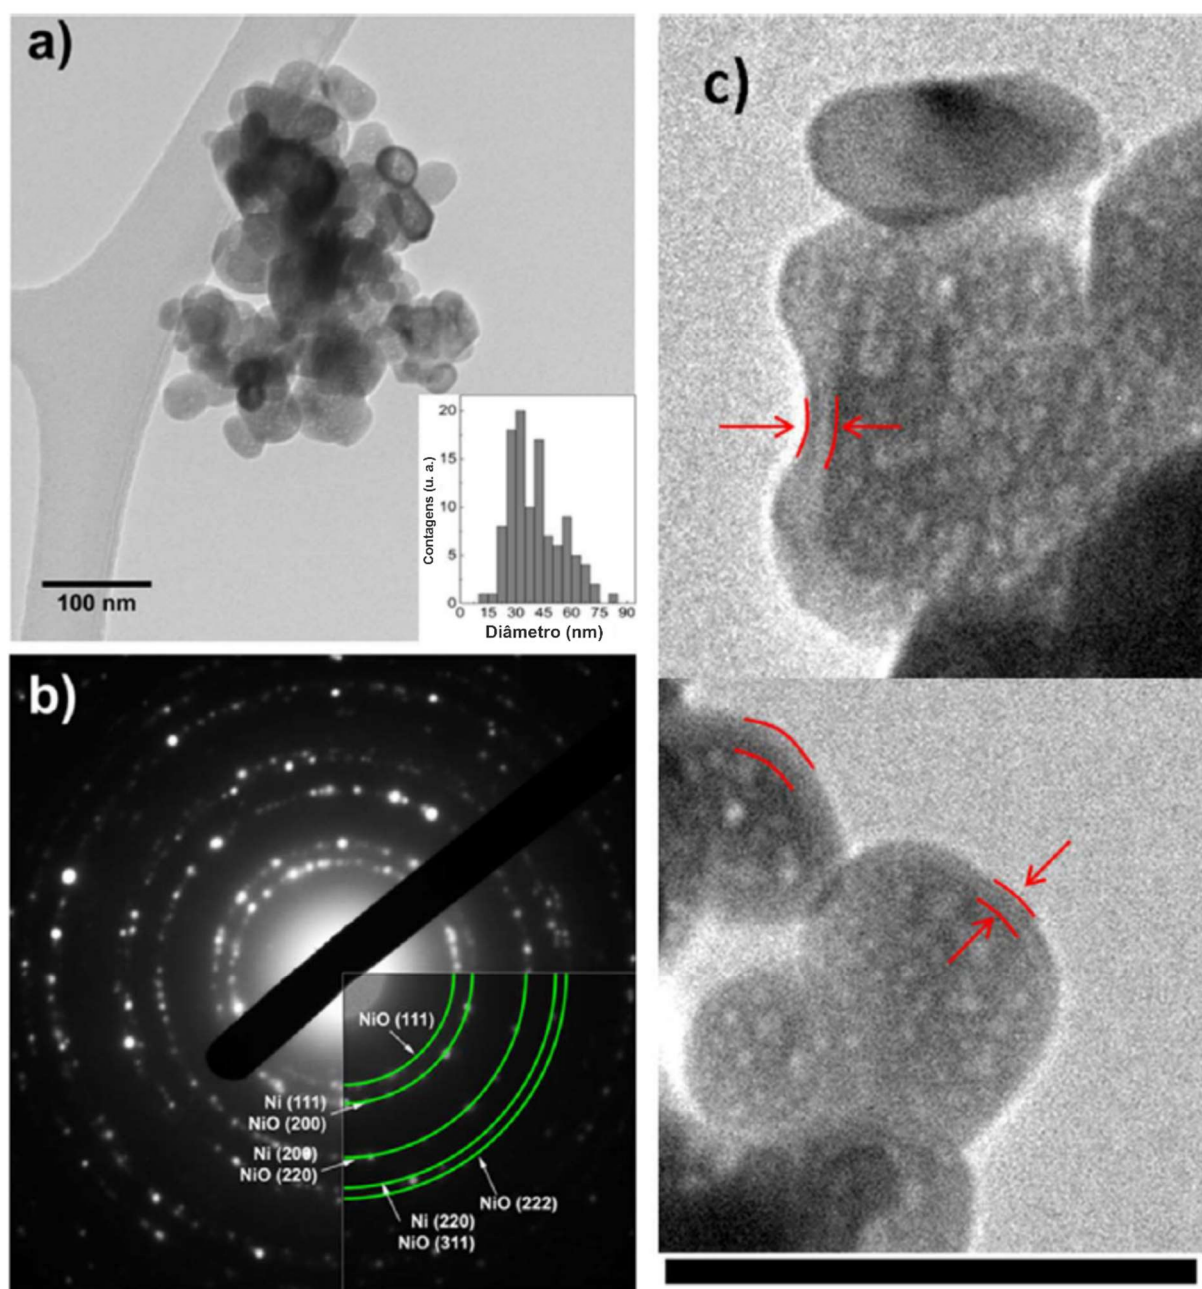 a)
100 nm
Contagens (u. a.)
20
15
10
5
0
0 15 30 45 60 75 90
Diâmetro (nm)
b)
NiO (111)
Ni (111)
NiO (200)
Ni (200)
NiO (220)
NiO (222)
Ni (220)
NiO (311)
c)